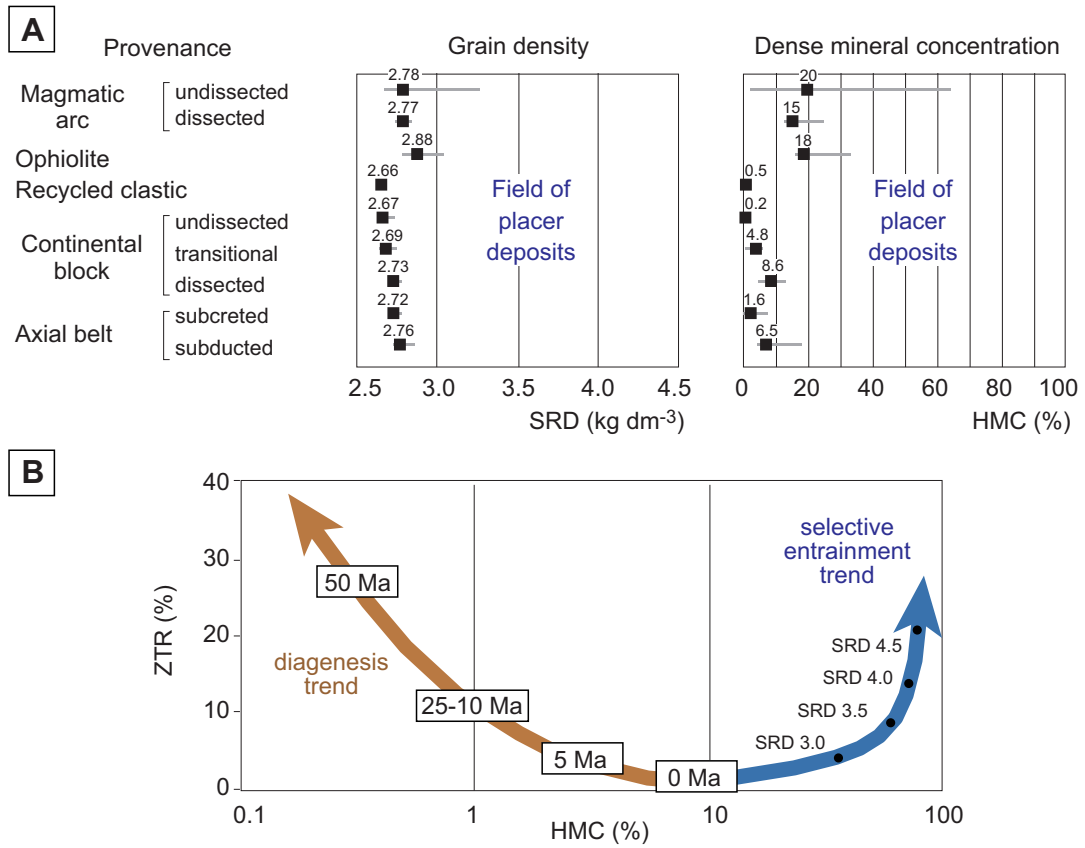 A
Provenance
Grain density
Dense mineral concentration
Magmatic
arc
undissected
dissected
Ophiolite
Recycled clastic
Continental
block
undissected
transitional
dissected
Axial belt
subcreted
subducted
2.78
2.77
2.88
2.66
2.67
2.69
2.73
2.72
2.76
Field of
placer
deposits
2.5 3.0 3.5 4.0 4.5
SRD (kg dm-3)
20
15
18
0.5
0.2
4.8
8.6
1.6
6.5
Field of
placer
deposits
0 20 40 60 80 100
HMC (%)
B
ZTR (%)
40
30
20
10
0
50 Ma
diagenesis
trend
25-10 Ma
5 Ma
0 Ma
selective
entrainment
trend
SRD 4.5
SRD 4.0
SRD 3.5
SRD 3.0
0.1 1 10 100
HMC (%)